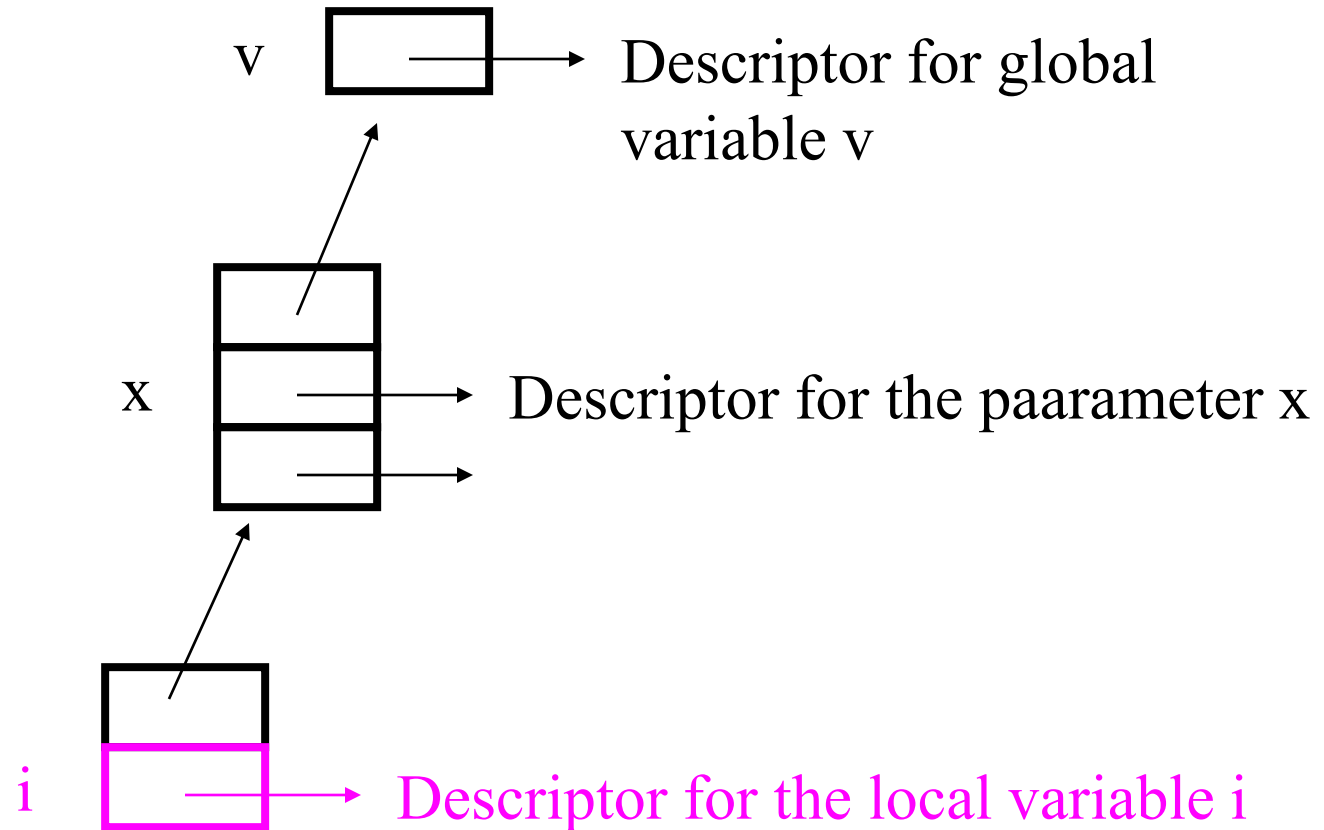 v Descriptor for global
variable v
x Descriptor for the paarameter x
i Descriptor for the local variable i